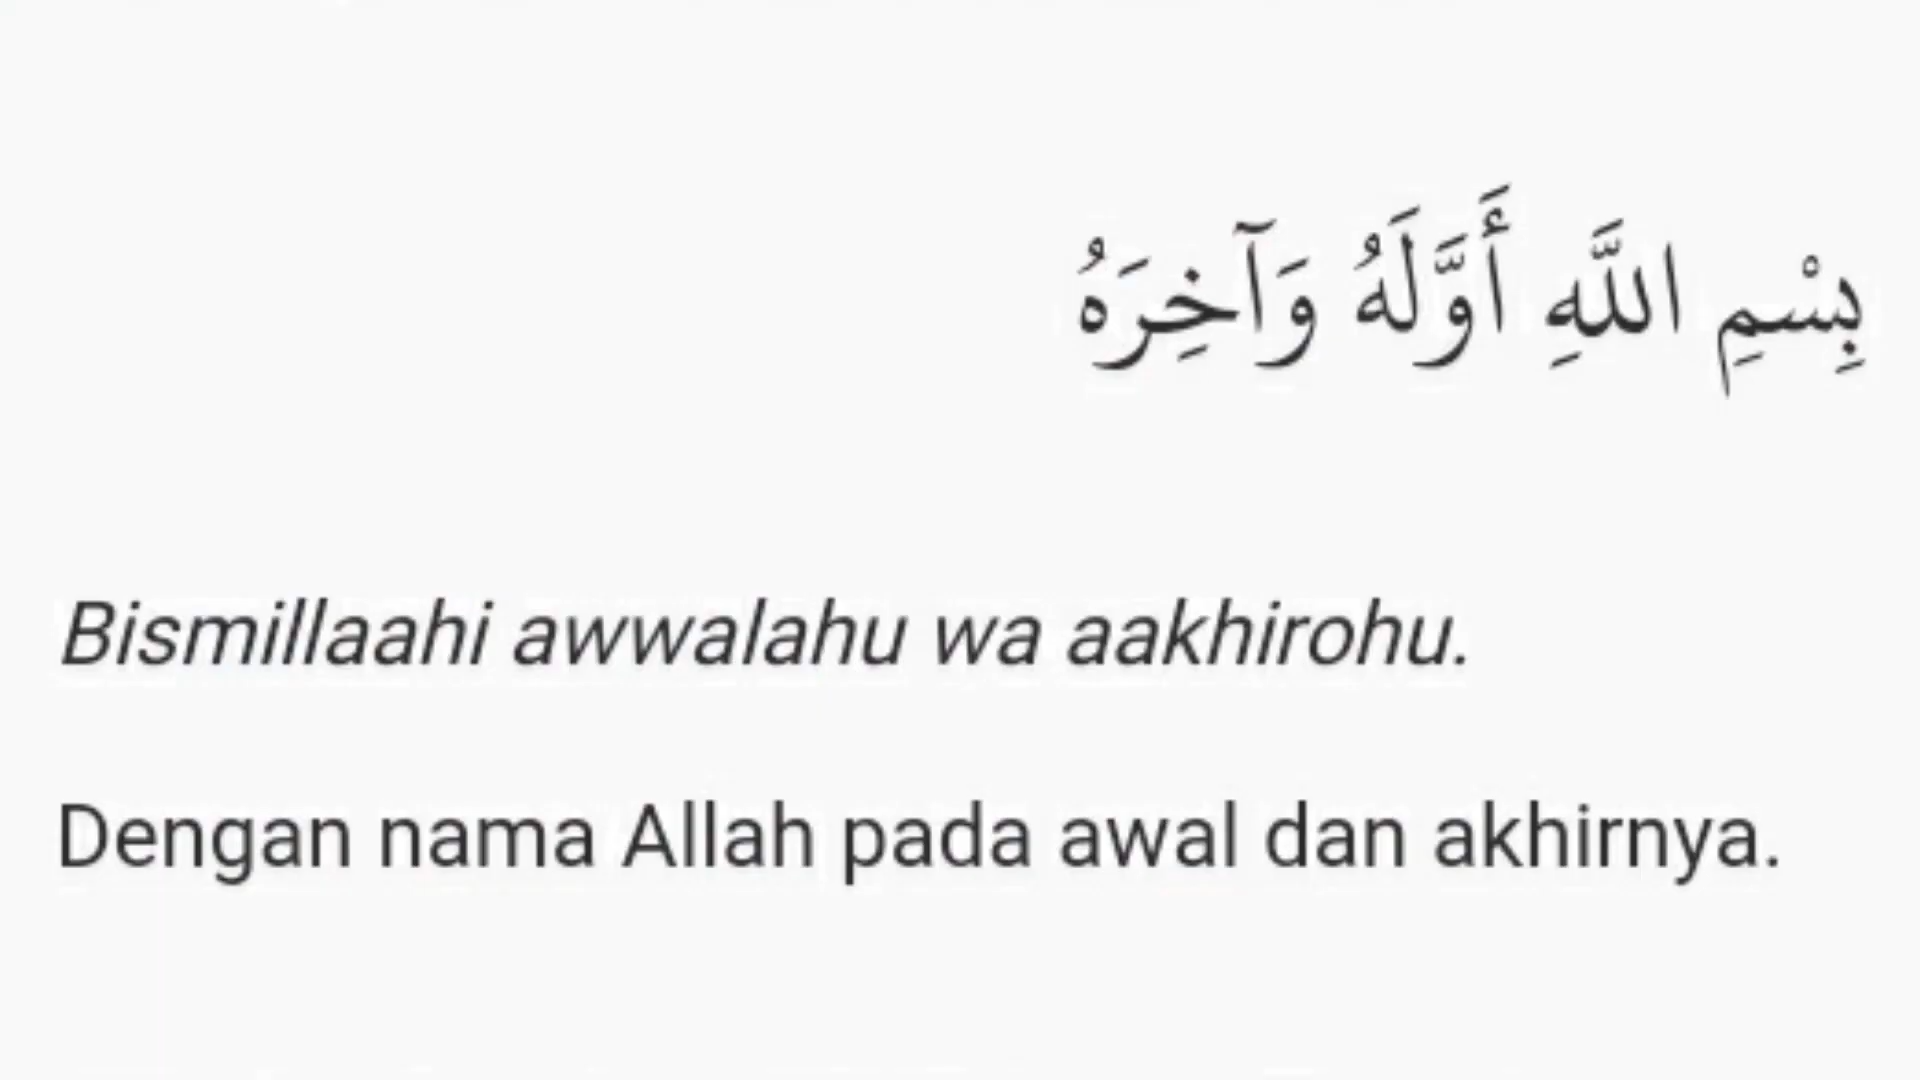 بِسْمِ اللَّهِ أَوَّلَهُ وَآخِرَهُ
Bismillaahi awwalahu wa aakhirohu.
Dengan nama Allah pada awal dan akhirnya.